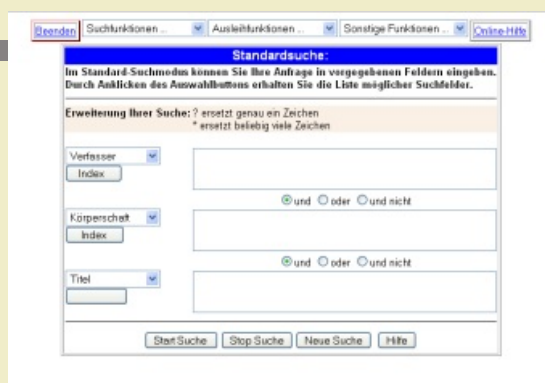 Beenden Suchfunktionen ... Ausleihfunktionen ... Sonstige Funktionen ... Online-Hilfe
Standardsuche:
Im Standard-Suchmodus können Sie Ihre Anfrage in vorgegebenen Feldern eingeben.
Durch Anklicken des Auswahlbuttons erhalten Sie die Liste möglicher Suchfelder.
Erweiterung Ihrer Suche: ? ersetzt genau ein Zeichen
* ersetzt beliebig viele Zeichen
Verfasser
Index
und oder und nicht
Körperschaft
Index
und oder und nicht
Titel
Start Suche Stop Suche Neue Suche Hilfe